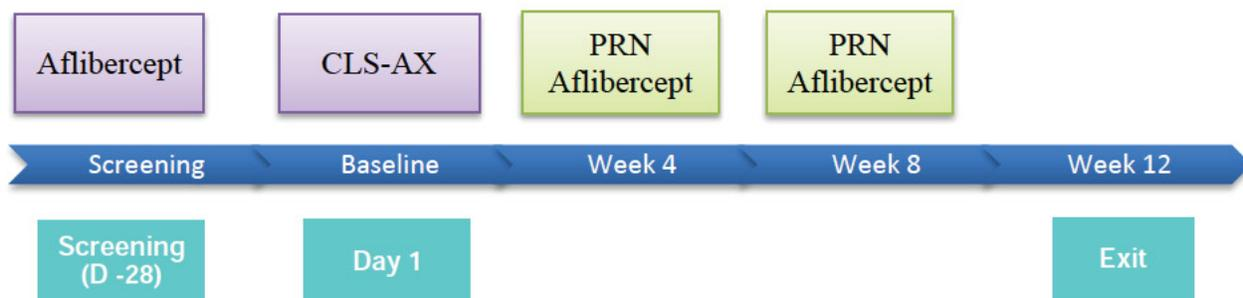 Aflibercept
CLS-AX
PRN
Aflibercept
PRN
Aflibercept
Screening
Baseline
Week 4
Week 8
Week 12
Screening
(D -28)
Day 1
Exit